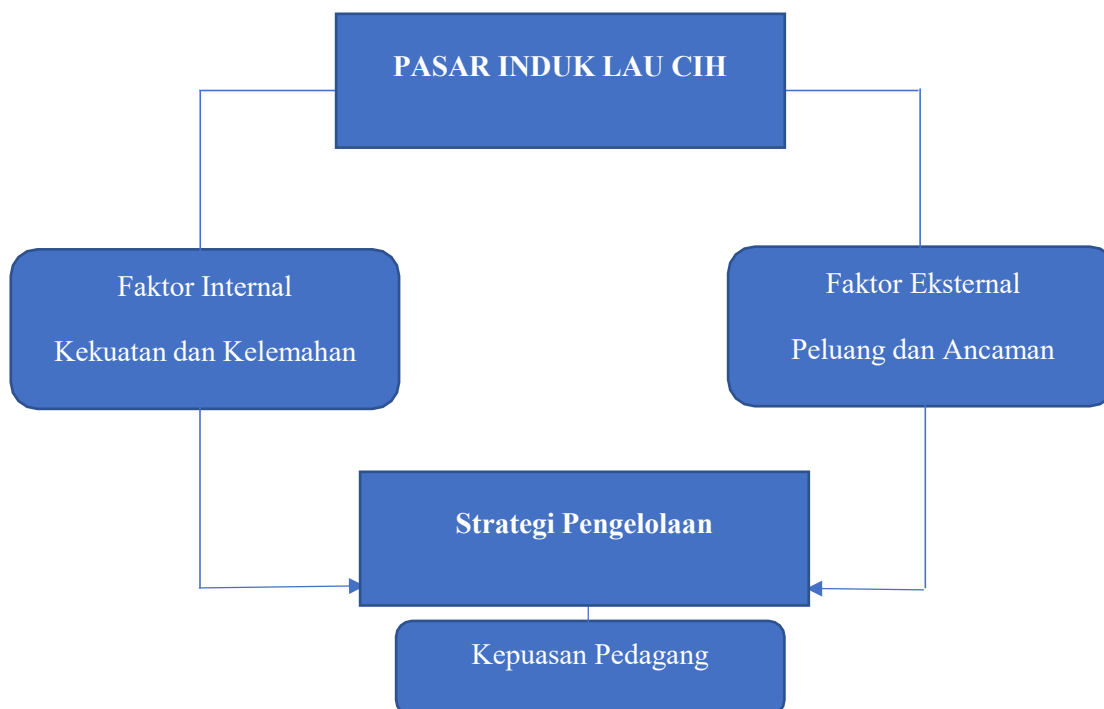 PASAR INDUK LAU CIH
Faktor Internal
Kekuatan dan Kelemahan
Faktor Eksternal
Peluang dan Ancaman
Strategi Pengelolaan
Kepuasan Pedagang